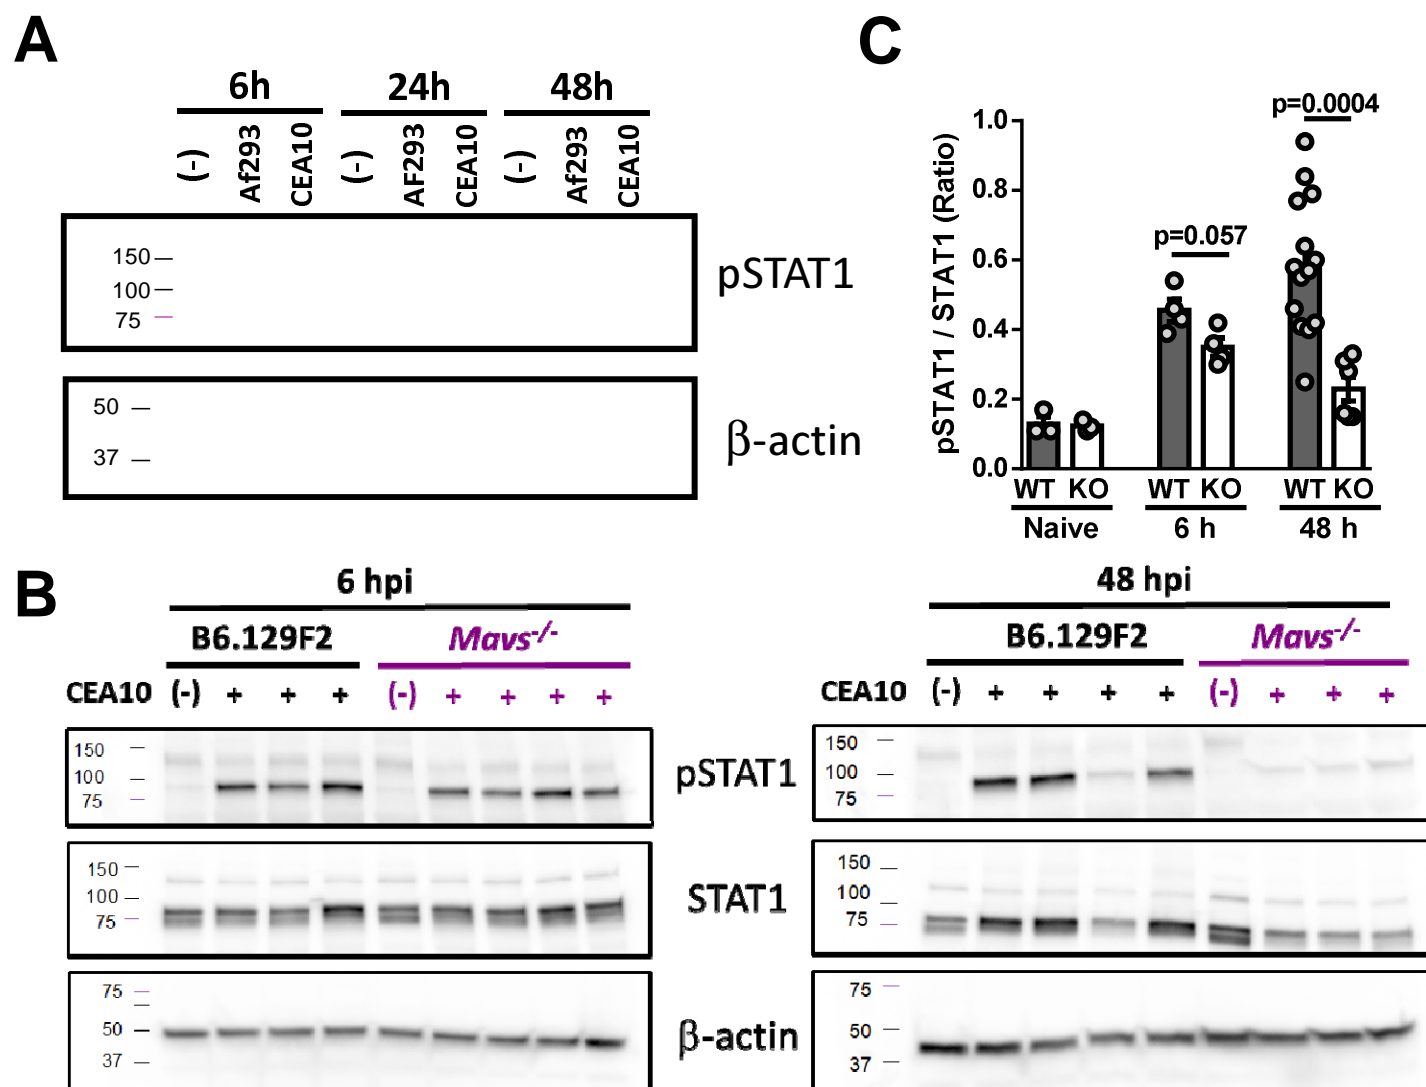 A
6h 24h 48h
(-) Af293 CEA10 (-) AF293 CEA10 (-) Af293 CEA10
150
100
75
pSTAT1
50
37
β-actin
C
pSTAT1 / STAT1 (Ratio)
1.0
0.8
0.6
0.4
0.2
0.0
p=0.0004
p=0.057
WT KO WT KO WT KO
Naive 6 h 48 h
B
6 hpi
B6.129F2 Mavs-/-
CEA10 (-) + + + (-) + + + +
150
100
75
150
100
75
75
50
37
pSTAT1
STAT1
β-actin
48 hpi
B6.129F2 Mavs-/-
CEA10 (-) + + + + (-) + + +
150
100
75
150
100
75
75
50
37